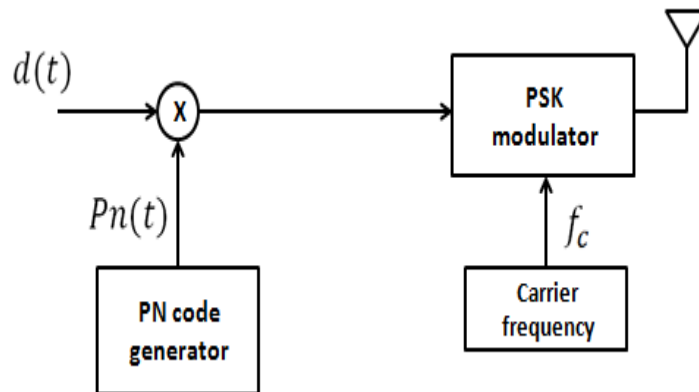 d(t)
X
PSK
modulator
Pn(t)
f_c
PN code
generator
Carrier
frequency